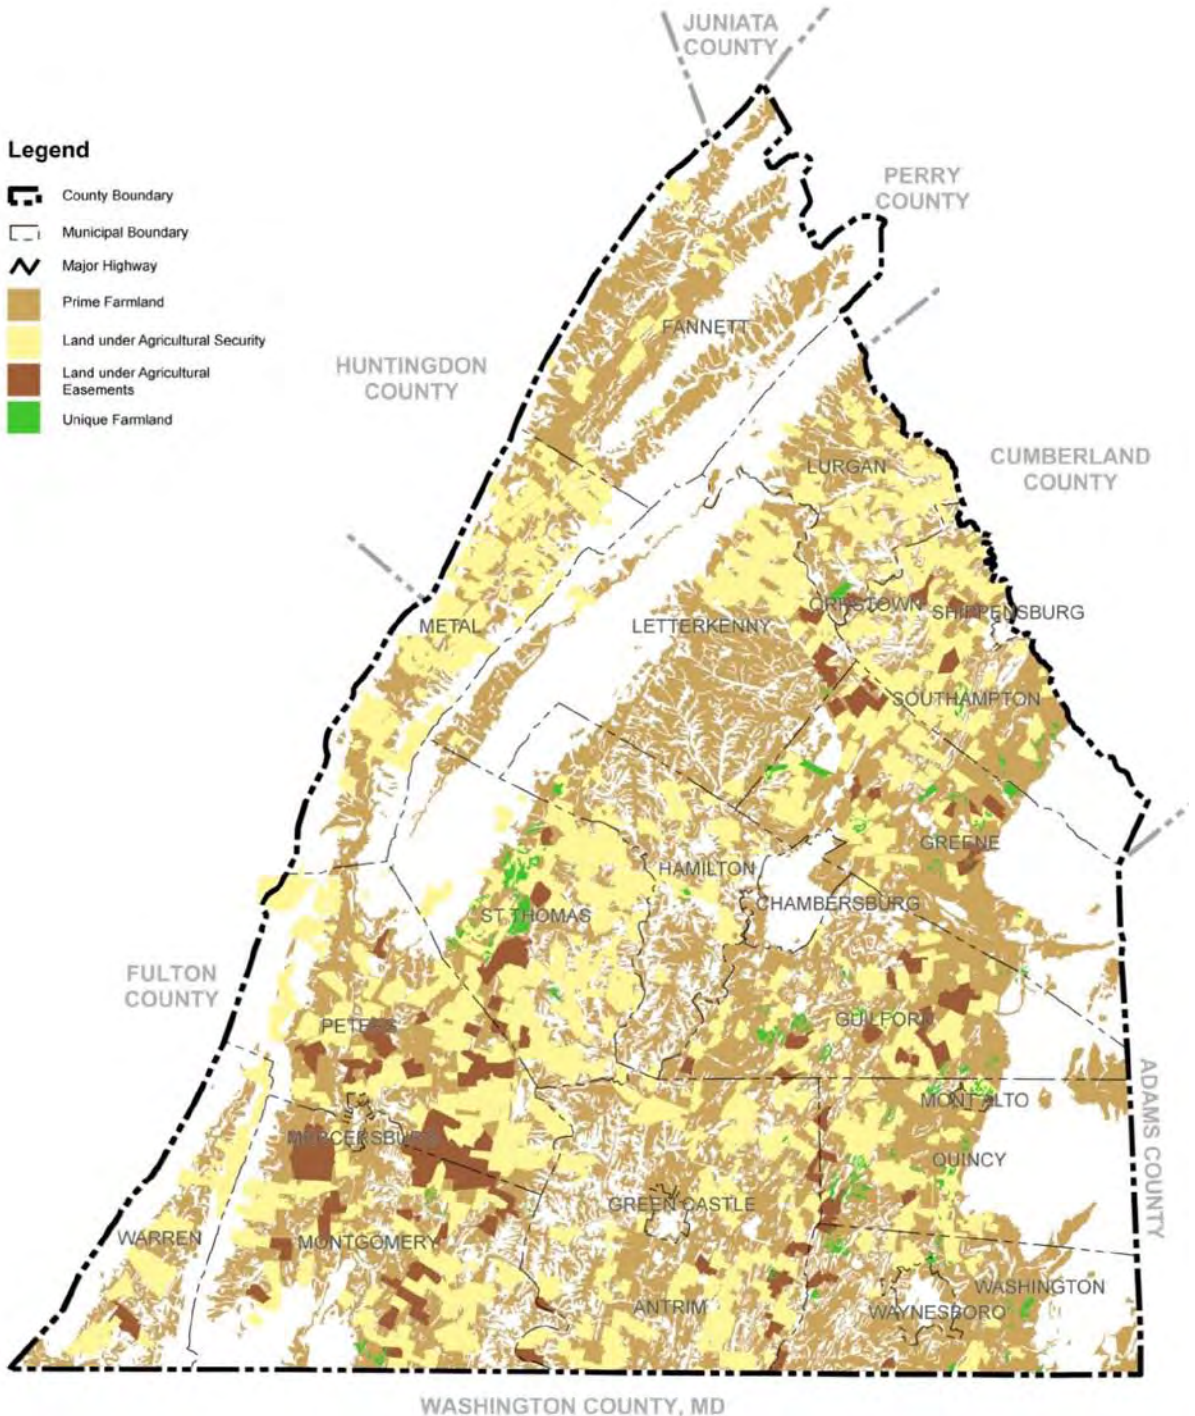 JUNIATA
COUNTY
Legend
County Boundary
Municipal Boundary
Major Highway
Prime Farmland
Land under Agricultural Security
Land under Agricultural
Easements
Unique Farmland
PERRY
COUNTY
FANNETT
HUNTINGDON
COUNTY
LURGAN
CUMBERLAND
COUNTY
ORRSTOWN
SHIPPENSBURG
METAL
LETTERKENNY
SOUTHAMPTON
GREENE
HAMILTON
CHAMBERSBURG
ST THOMAS
FULTON
COUNTY
PETERS
GUILFORD
MONT ALTO
ADAMS COUNTY
MERCERSBURG
QUINCY
GREEN CASTLE
WARREN
MONTGOMERY
WASHINGTON
ANTRIM
WAYNESBORO
WASHINGTON COUNTY, MD